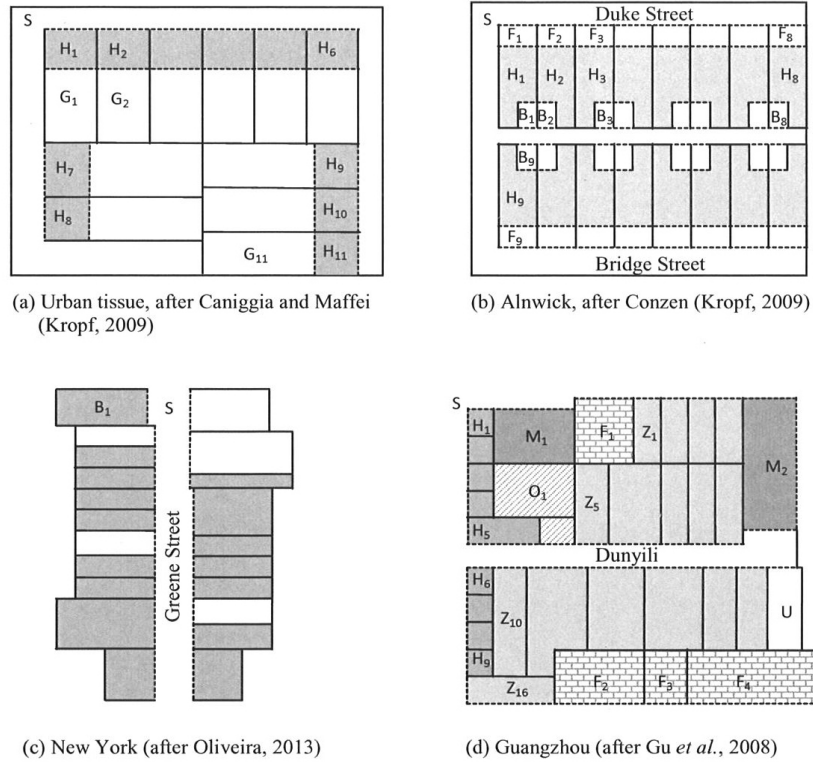 S
H1 H2 H6
G1 G2
H7 H9
H8 H10
G11 H11
(a) Urban tissue, after Caniggia and Maffei
(Kropf, 2009)
S Duke Street
F1 F2 F3 F8
H1 H2 H3 H8
B1 B2 B3 B8
B9
H9
F9
Bridge Street
(b) Alnwick, after Conzen (Kropf, 2009)
B1 S
Greene Street
(c) New York (after Oliveira, 2013)
S
H1 M1 F1 Z1
M2
O1 Z5
H5
Dunyili
H6
Z10 U
H9
Z16 F2 F3 F4
(d) Guangzhou (after Gu et al., 2008)